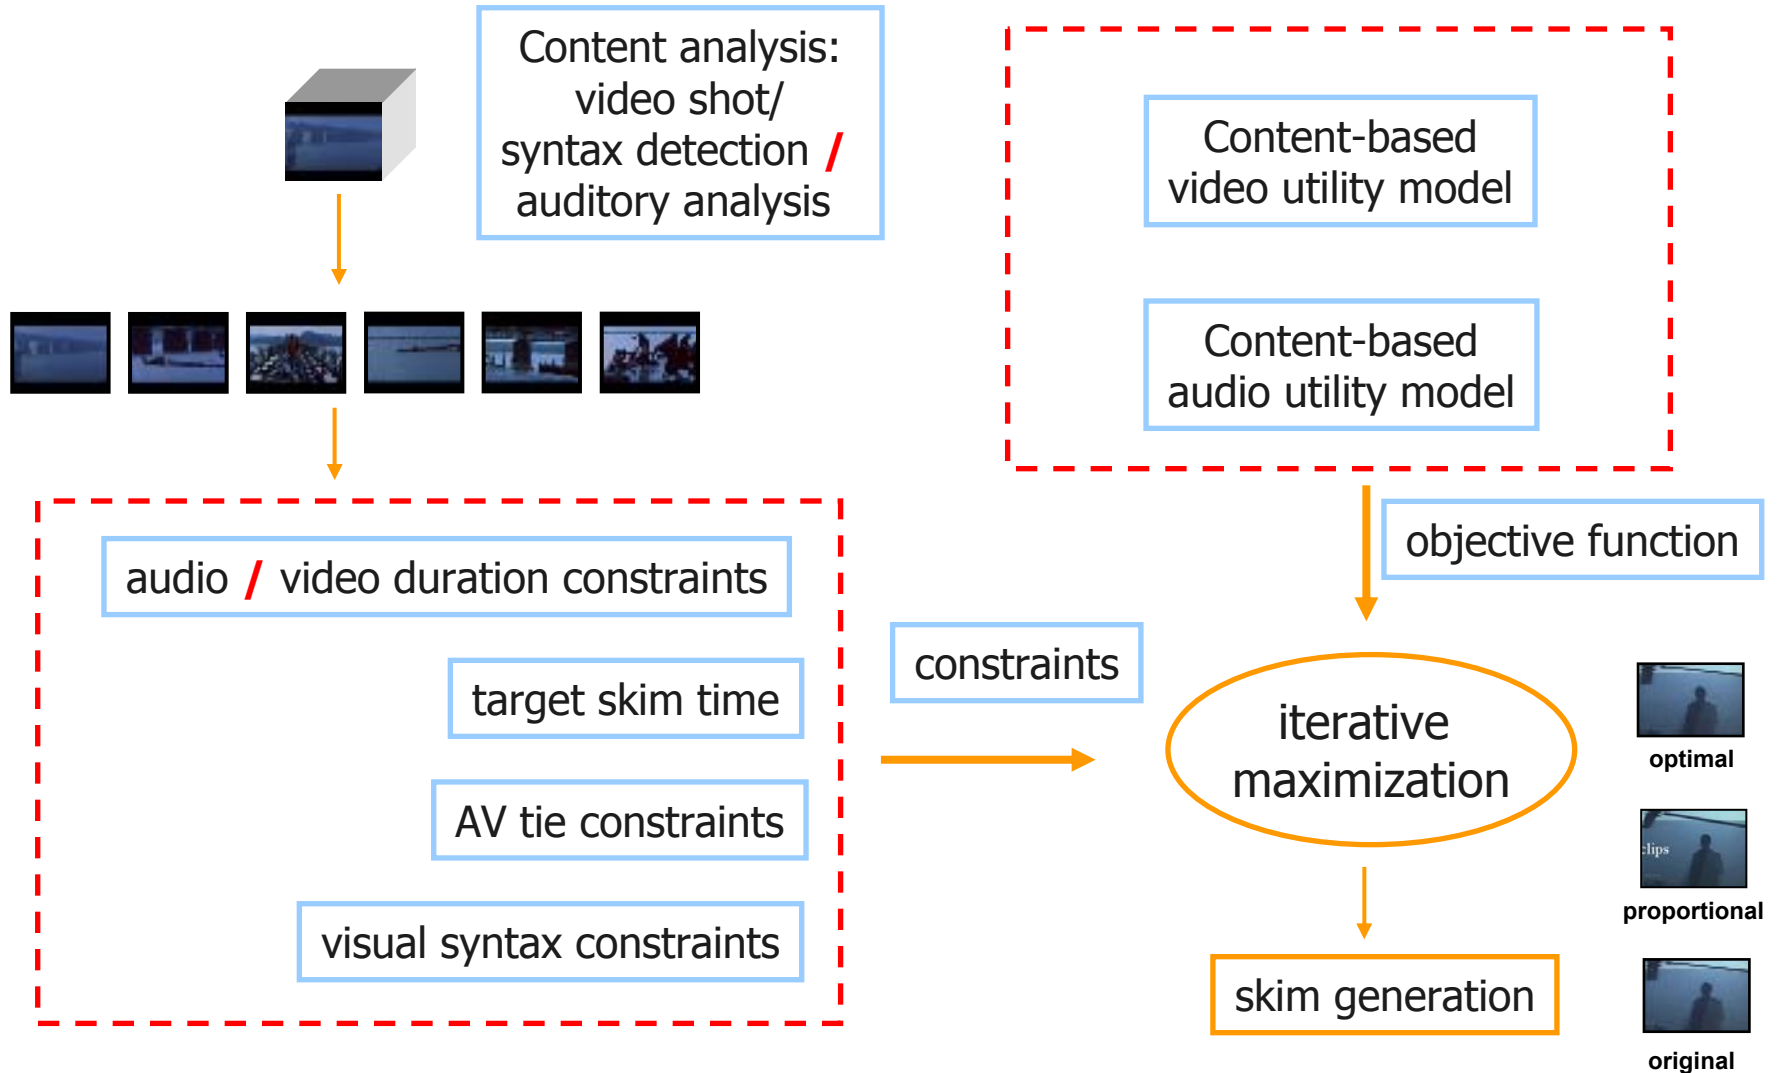 Content analysis:
video shot/
syntax detection /
auditory analysis
Content-based
video utility model
Content-based
audio utility model
objective function
audio / video duration constraints
target skim time
AV tie constraints
visual syntax constraints
constraints
iterative
maximization
skim generation
optimal
clips
proportional
original